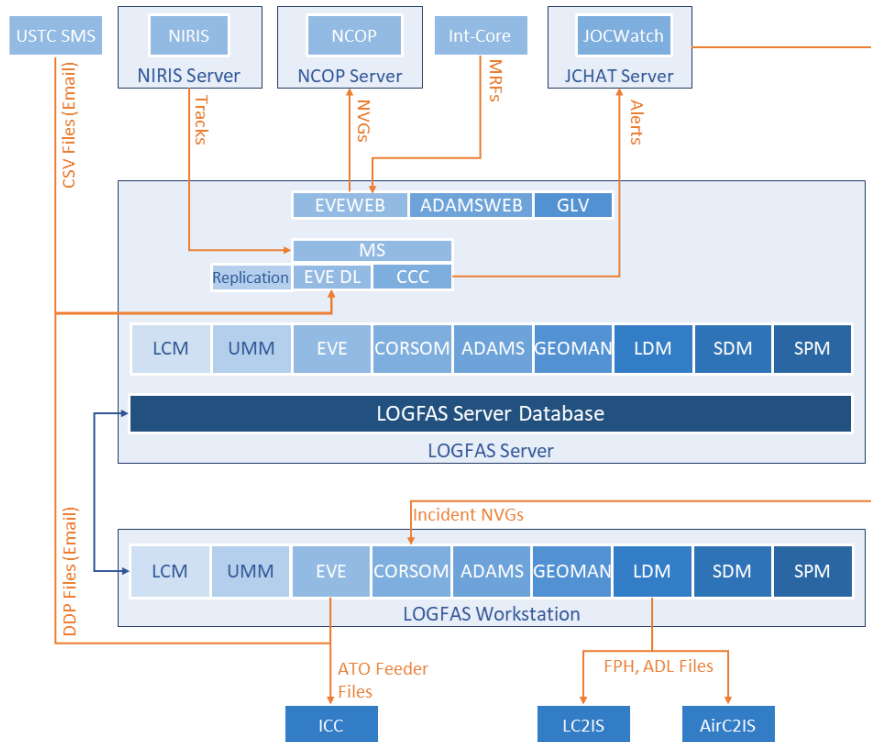 USTC SMS
NIRIS
NCOP
Int-Core
JOCWatch
NIRIS Server
NCOP Server
JCHAT Server
CSV Files (Email)
Tracks
NVGs
MRFs
Alerts
EVEWEB
ADAMSWEB
GLV
MS
Replication
EVE DL
CCC
LCM
UMM
EVE
CORSOM
ADAMS
GEOMAN
LDM
SDM
SPM
LOGFAS Server Database
LOGFAS Server
Incident NVGs
DDP Files (Email)
LCM
UMM
EVE
CORSOM
ADAMS
GEOMAN
LDM
SDM
SPM
LOGFAS Workstation
ATO Feeder
Files
FPH, ADL Files
ICC
LC2IS
AirC2IS